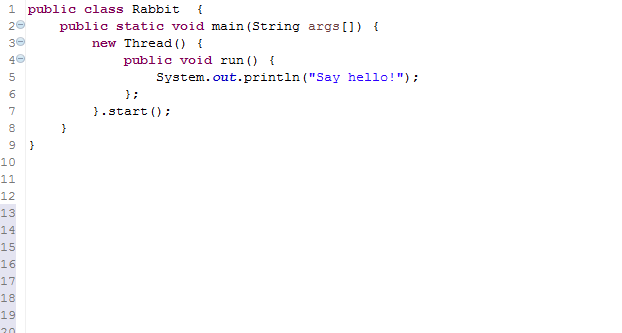 1 public class Rabbit  {
2     public static void main(String args[]) {
3         new Thread() {
4             public void run() {
5                 System.out.println("Say hello!");
6             };
7         }.start();
8     }
9 }
10
11
12
13
14
15
16
17
18
19
20